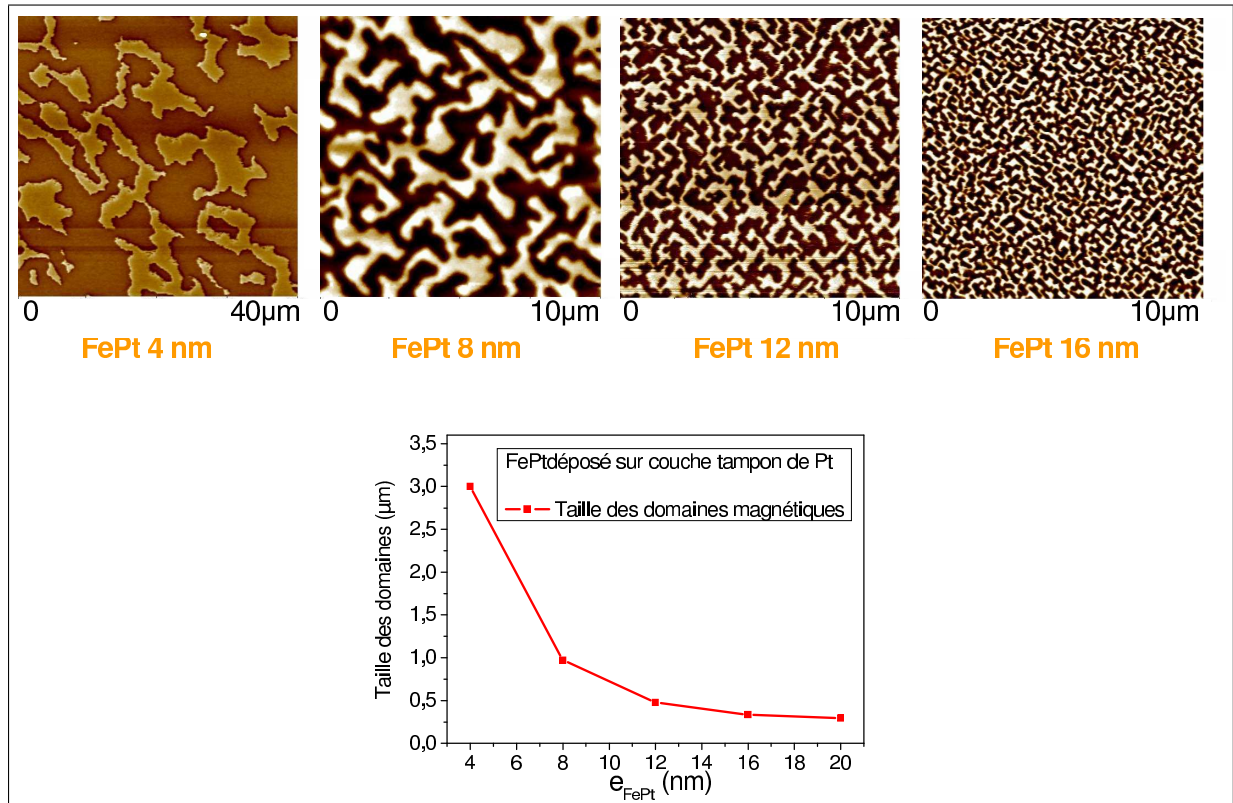 0 40µm 0 10µm 0 10µm 0 10µm
FePt 4 nm FePt 8 nm FePt 12 nm FePt 16 nm
3,5
3,0
2,5
2,0
1,5
1,0
0,5
0,0
Taille des domaines (µm)
FePtdéposé sur couche tampon de Pt
Taille des domaines magnétiques
4 6 8 10 12 14 16 18 20
eFePt (nm)